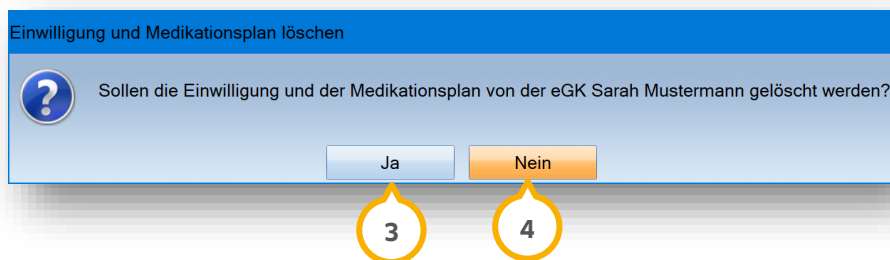 Einwilligung und Medikationsplan löschen
Sollen die Einwilligung und der Medikationsplan von der eGK Sarah Mustermann gelöscht werden?
Ja Nein
3 4